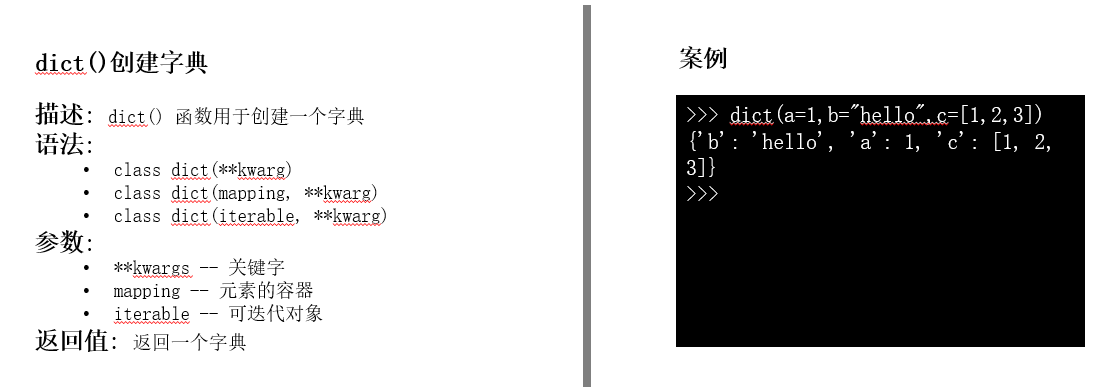 dict()创建字典
描述: dict() 函数用于创建一个字典
语法:
• class dict(**kwarg)
• class dict(mapping, **kwarg)
• class dict(iterable, **kwarg)
参数:
• **kwargs -- 关键字
• mapping -- 元素的容器
• iterable -- 可迭代对象
返回值: 返回一个字典
案例
>>> dict(a=1,b="hello",c=[1,2,3])
{'b': 'hello', 'a': 1, 'c': [1, 2,
3]}
>>>